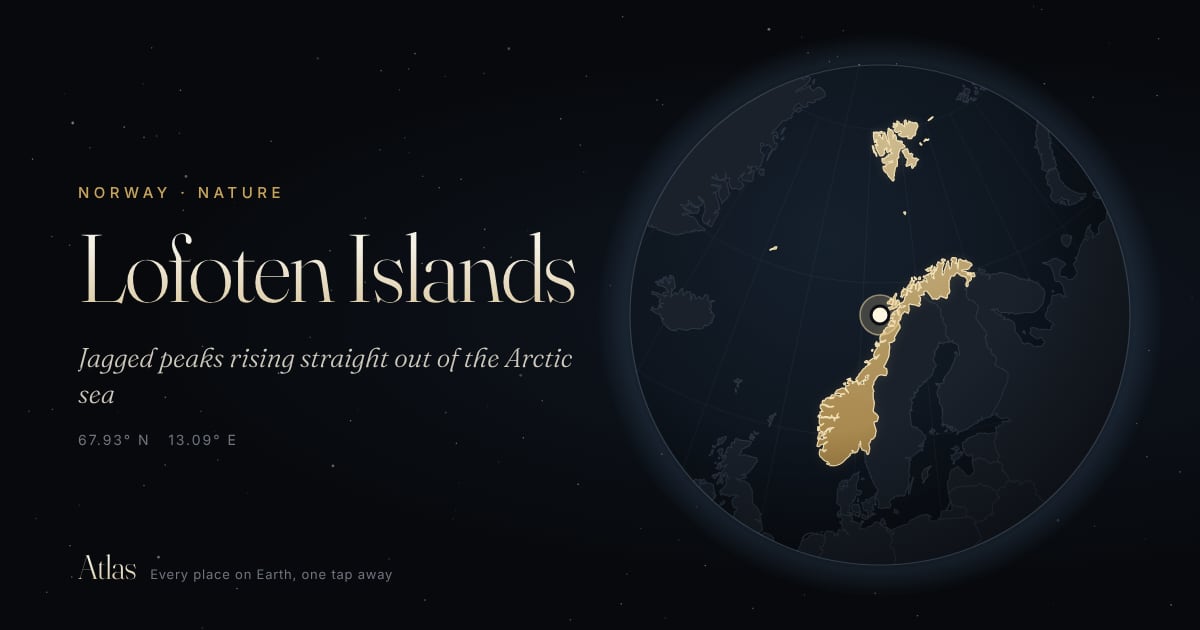 NORWAY · NATURE
Lofoten Islands
Jagged peaks rising straight out of the Arctic
sea
67.93° N 13.09° E
Atlas Every place on Earth, one tap away